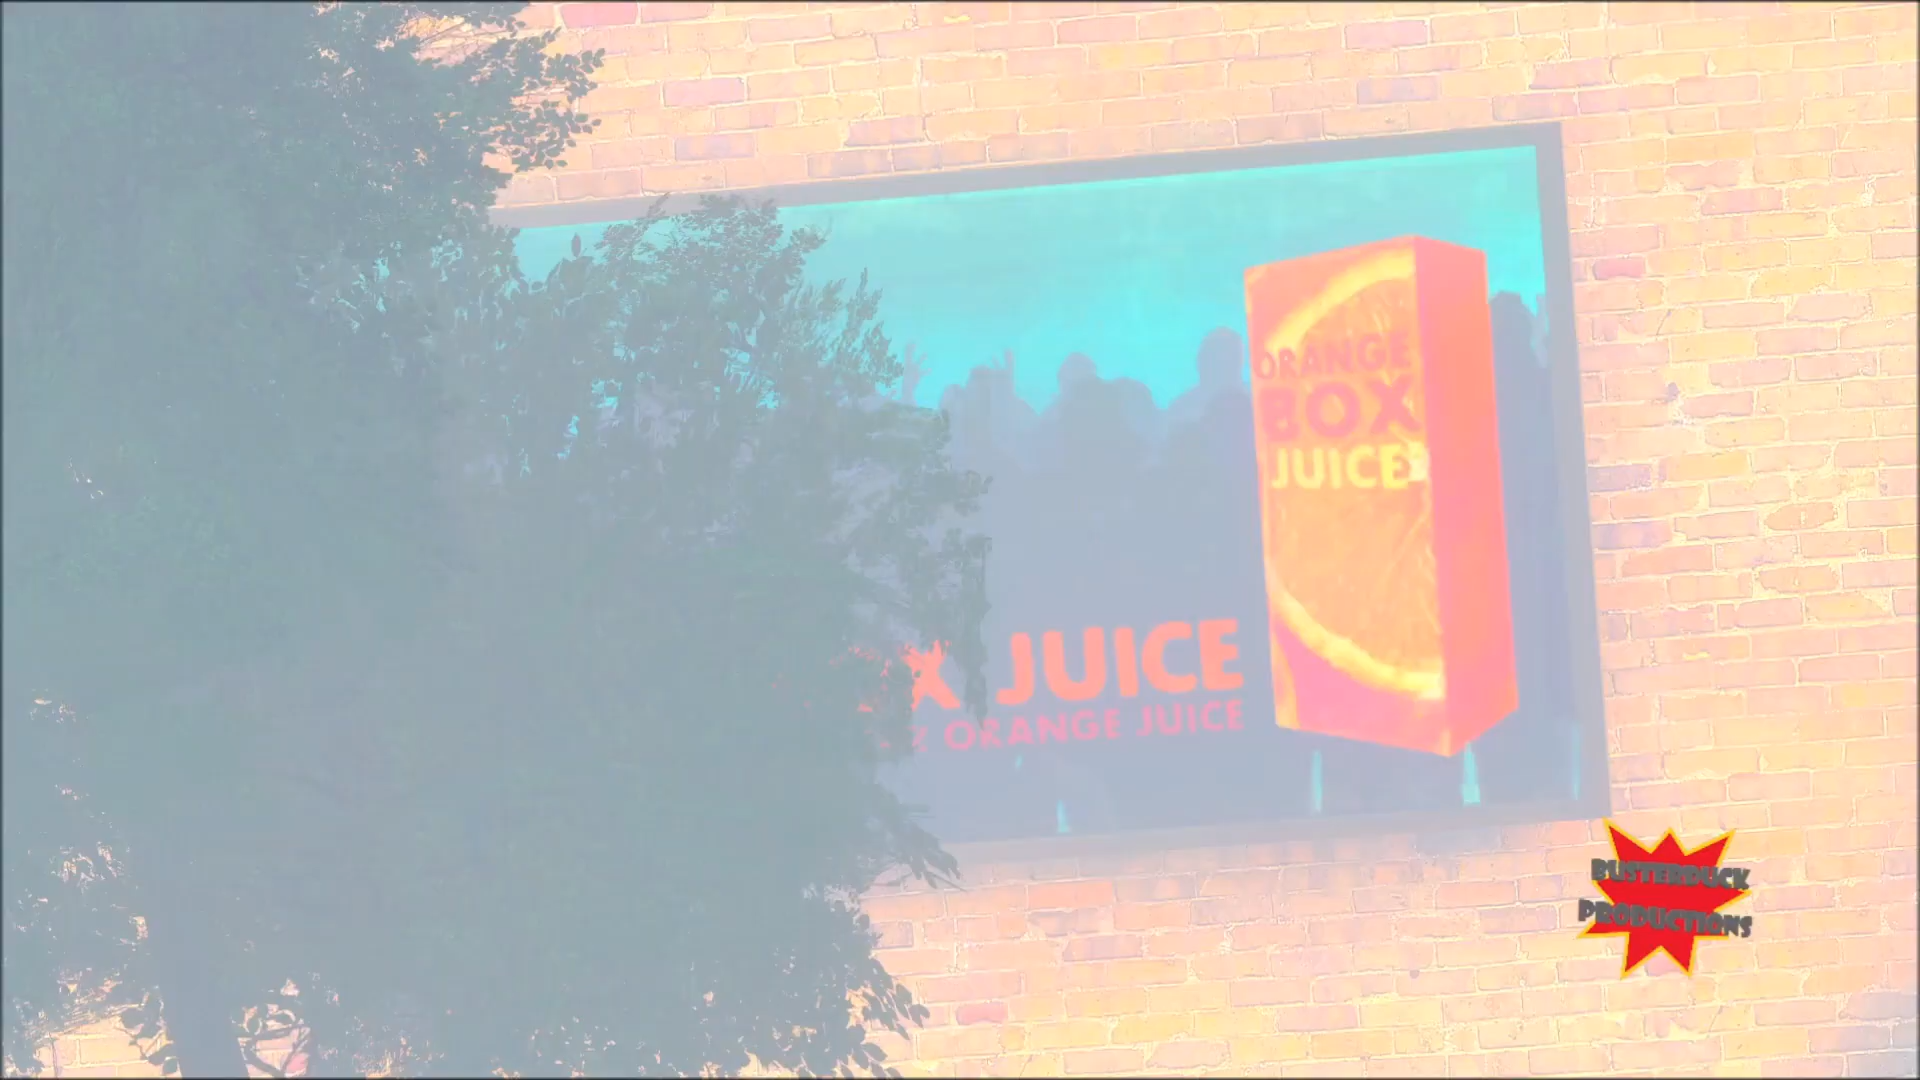 ORANGE
BOX
JUICE
X JUICE
ORANGE JUICE
BUSTERDUCK
PRODUCTIONS